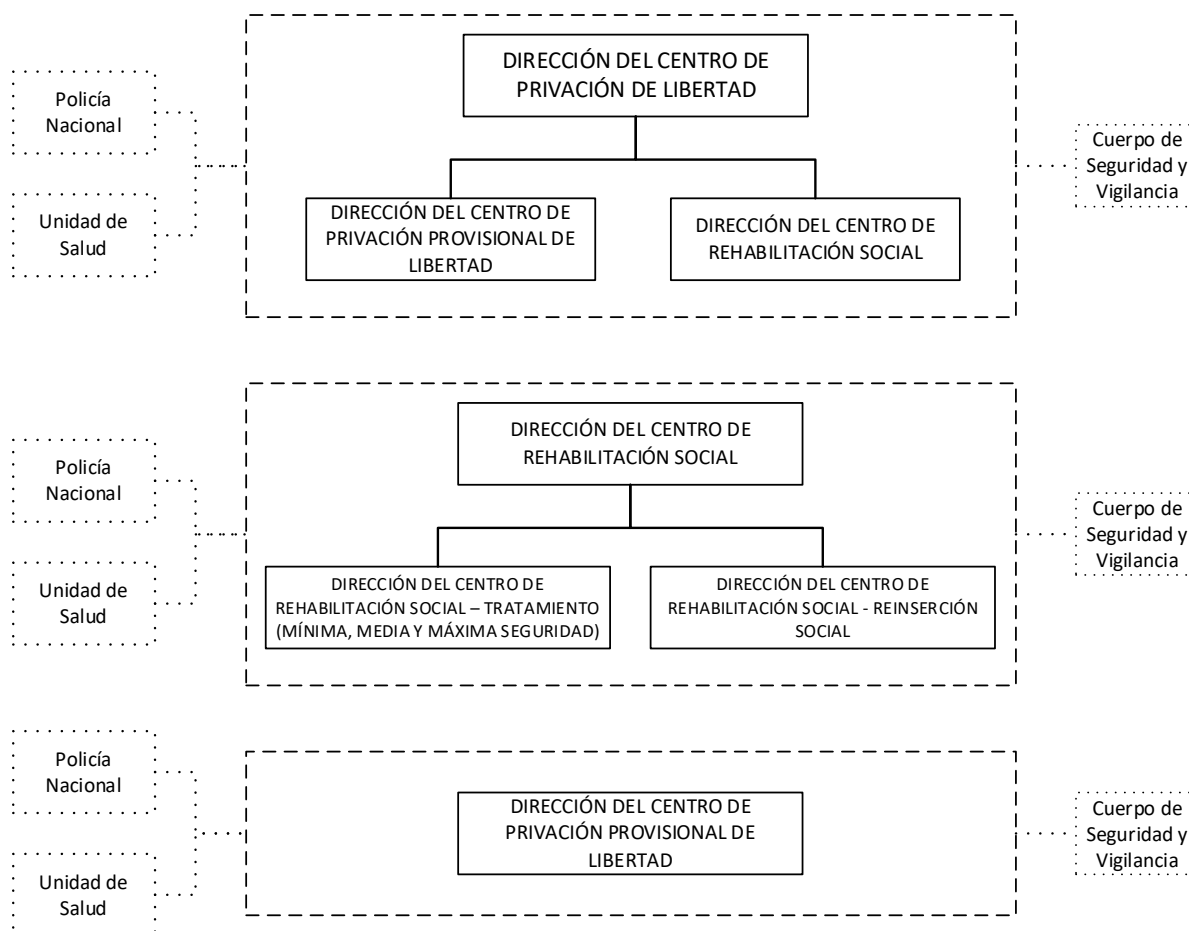 DIRECCIÓN DEL CENTRO DE
PRIVACIÓN DE LIBERTAD
Policía
Nacional
Unidad de
Salud
DIRECCIÓN DEL CENTRO DE
PRIVACIÓN PROVISIONAL DE
LIBERTAD
DIRECCIÓN DEL CENTRO DE
REHABILITACIÓN SOCIAL
Cuerpo de
Seguridad y
Vigilancia
DIRECCIÓN DEL CENTRO DE
REHABILITACIÓN SOCIAL
Policía
Nacional
Unidad de
Salud
DIRECCIÓN DEL CENTRO DE
REHABILITACIÓN SOCIAL – TRATAMIENTO
(MÍNIMA, MEDIA Y MÁXIMA SEGURIDAD)
DIRECCIÓN DEL CENTRO DE
REHABILITACIÓN SOCIAL - REINSERCIÓN
SOCIAL
Cuerpo de
Seguridad y
Vigilancia
Policía
Nacional
Unidad de
Salud
DIRECCIÓN DEL CENTRO DE
PRIVACIÓN PROVISIONAL DE
LIBERTAD
Cuerpo de
Seguridad y
Vigilancia